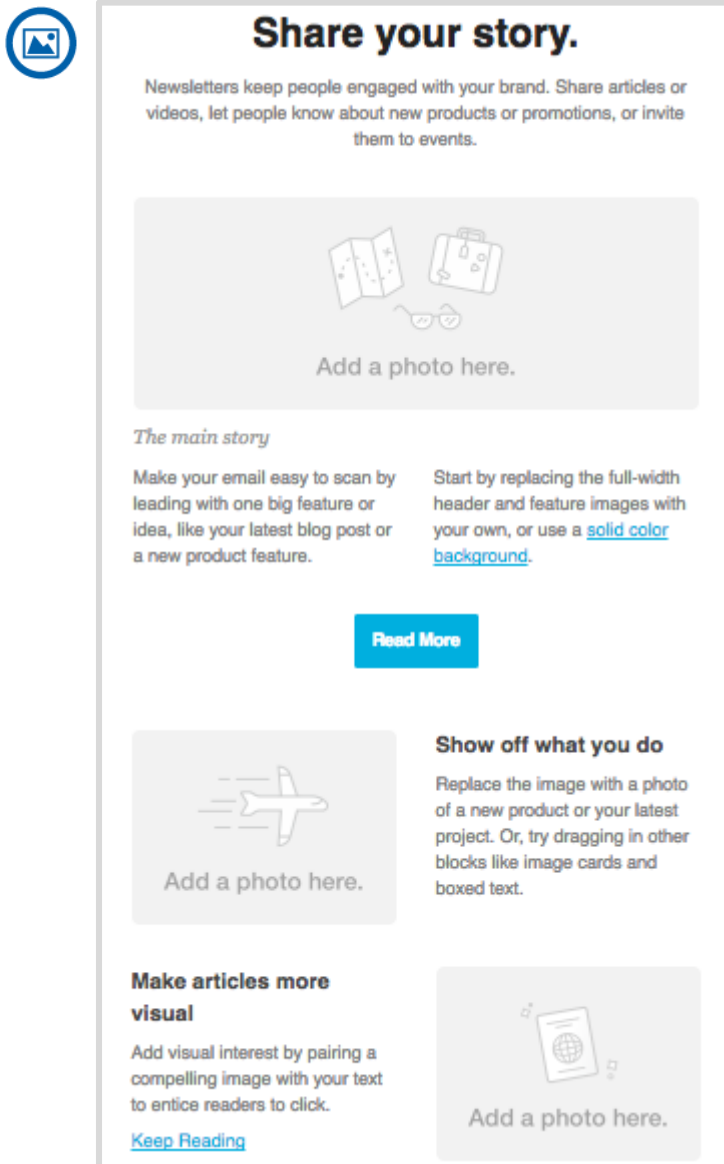 Share your story.
Newsletters keep people engaged with your brand. Share articles or
videos, let people know about new products or promotions, or invite
them to events.
Add a photo here.
The main story
Make your email easy to scan by
leading with one big feature or
idea, like your latest blog post or
a new product feature.
Start by replacing the full-width
header and feature images with
your own, or use a solid color
background.
Read More
Add a photo here.
Show off what you do
Replace the image with a photo
of a new product or your latest
project. Or, try dragging in other
blocks like image cards and
boxed text.
Make articles more
visual
Add visual interest by pairing a
compelling image with your text
to entice readers to click.
Keep Reading
Add a photo here.